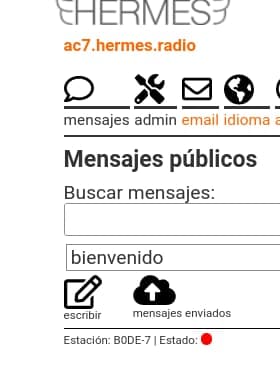 HERMES
ac7.hermes.radio
mensajes admin email idioma a
Mensajes públicos
Buscar mensajes:
bienvenido
escribir mensajes enviados
Estación: B0DE-7 | Estado: